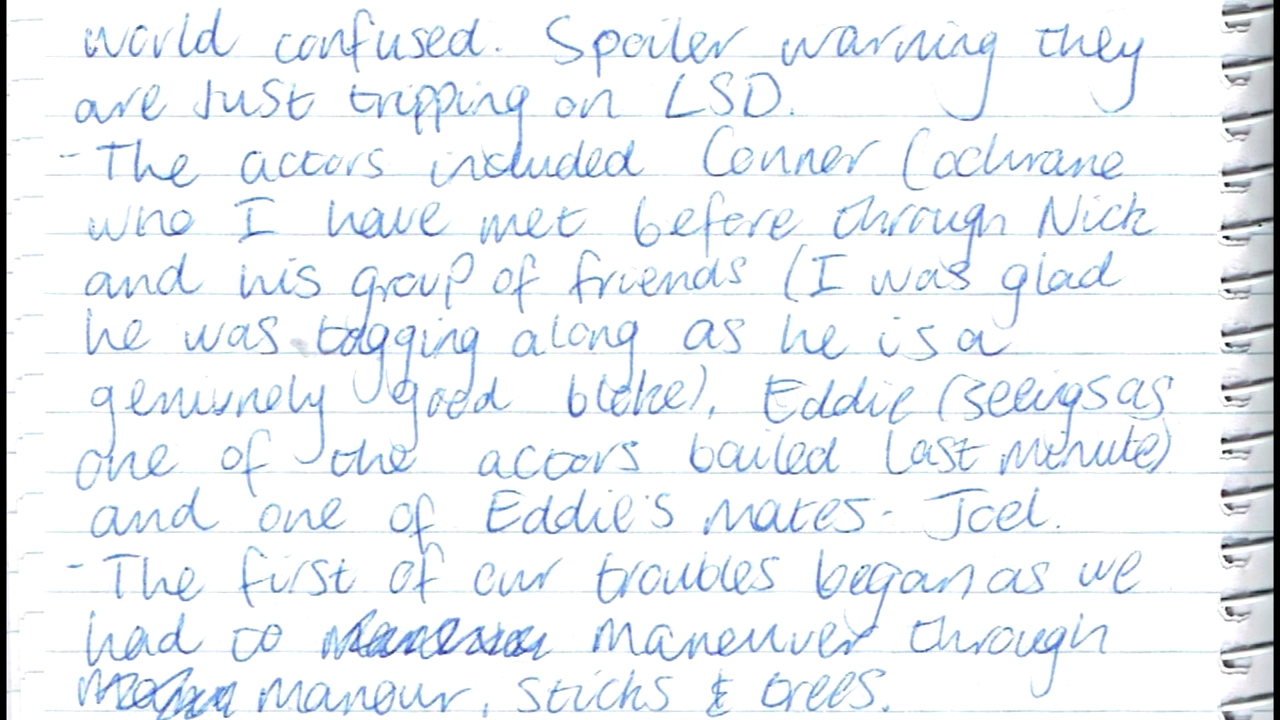 world confused. Spoiler warning they
are Just tripping on LSD.
- The actors included Conner Cochrane
who I have met before through Nick
and his group of friends (I was glad
he was tagging along as he is a
geniunely good bloke), Eddie (seeings as
one of the actors bailed last minute)
and one of Eddie's mates - Joel.
- The first of our troubles began as we
had to maneuver through
manour, sticks & trees.